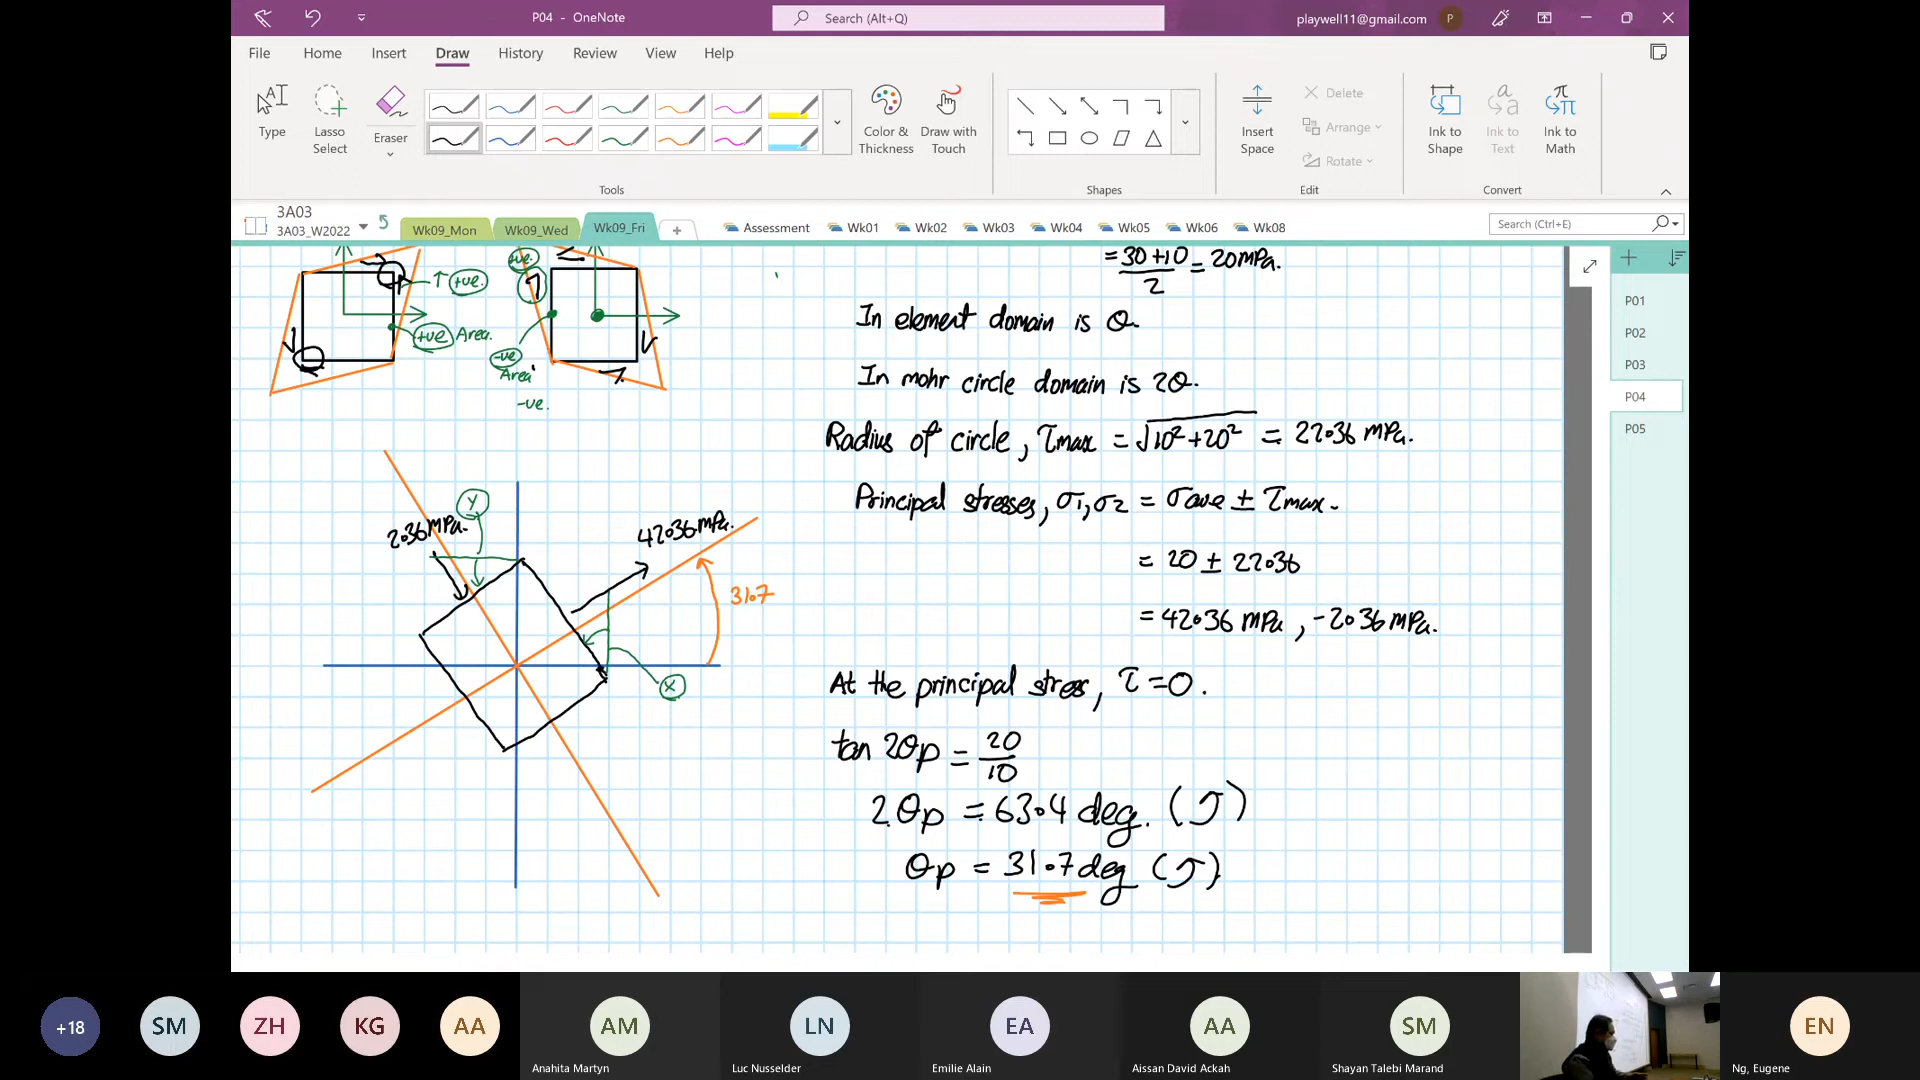 P04 - OneNote
Search (Alt+Q)
playwell11@gmail.com
P
File Home Insert Draw History Review View Help
Type
Lasso Select
Eraser
Color & Thickness
Draw with Touch
Insert Space
Delete
Arrange
Rotate
Ink to Shape
Ink to Text
Ink to Math
Tools
Shapes
Edit
Convert
3A03
3A03_W2022
Wk09_Mon
Wk09_Wed
Wk09_Fri
Assessment
Wk01
Wk02
Wk03
Wk04
Wk05
Wk06
Wk08
Search (Ctrl+E)
P01
P02
P03
P04
P05
↑ +ve.
+ve Area.
+ve.
-ve
Area
-ve.
= 30+10 / 2 = 20 MPa.
In element domain is θ.
In mohr circle domain is 2θ.
Radius of circle, τmax = √10² + 20² = 22.36 MPa.
Principal stresses, σ1, σ2 = σave ± τmax.
= 20 ± 22.36
= 42.36 MPa, -2.36 MPa.
At the principal stress, τ = 0.
tan 2θp = 20/10
2θp = 63.4 deg. (↺)
θp = 31.7 deg (↺).
Y
2.36 MPa.
42.36 MPa.
31.7
X
+18
SM
ZH
KG
AA
AM
Anahita Martyn
LN
Luc Nusselder
EA
Emilie Alain
AA
Aissan David Ackah
SM
Shayan Talebi Marand
EN
Ng, Eugene